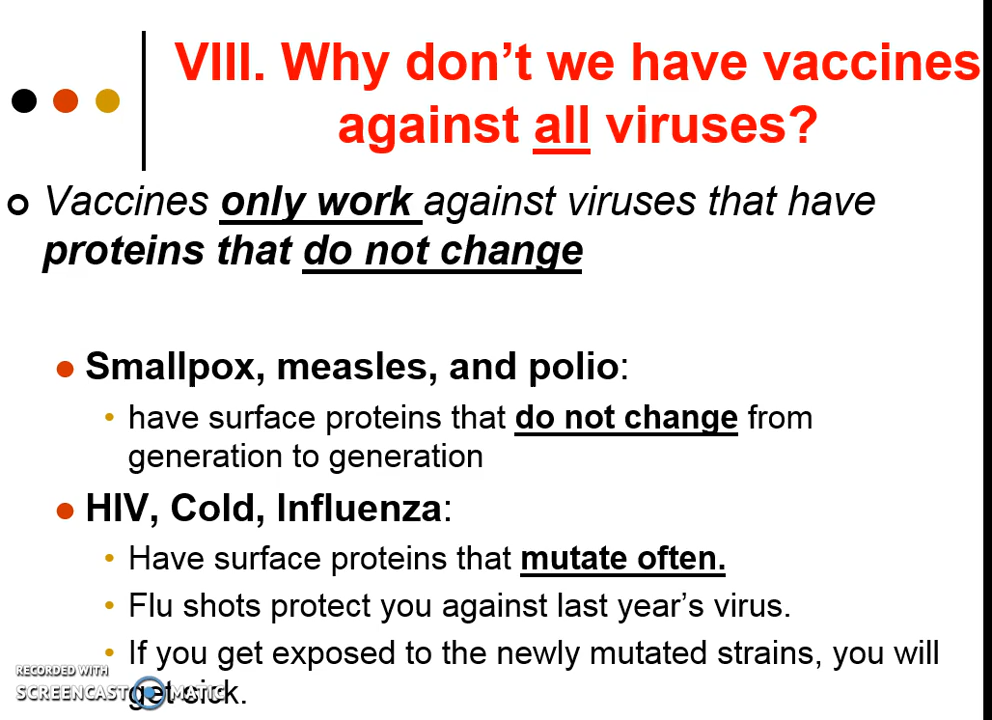 VIII. Why don’t we have vaccines
against all viruses?
Vaccines only work against viruses that have
proteins that do not change
Smallpox, measles, and polio:
have surface proteins that do not change from
generation to generation
HIV, Cold, Influenza:
Have surface proteins that mutate often.
Flu shots protect you against last year’s virus.
If you get exposed to the newly mutated strains, you will
get sick.
RECORDED WITH
SCREENCAST MATIC